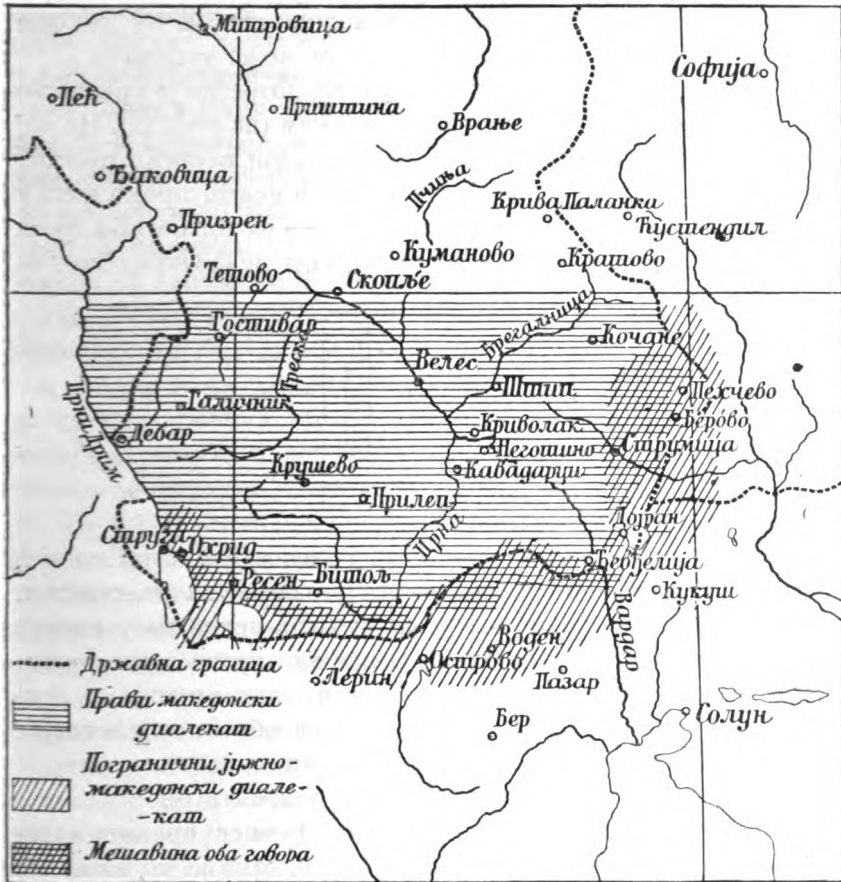 Митровица
Софија
Пећ
Приштина
Врање
Ђаковица
Пчиња
Крива Паланка
Ћустендил
Призрен
Куманово
Кратово
Тетово
Скопље
Гостивар
Треска
Брегалница
Кочане
Велес
Штип
Пехчево
Галичник
Берово
Црни Дрим
Дебар
Криволак
Струмица
Неготино
Крушево
Кавадарци
Прилеп
Црна
Дојран
Струга
Охрид
Ђевђелија
Ресен
Битољ
Кукуш
Воден
Вардар
Острово
Лерин
Пазар
Солун
Бер
Државна граница
Прави македонски
диалекат
Погранични јужно-
македонски диале-
-кат
Мешавина оба говора